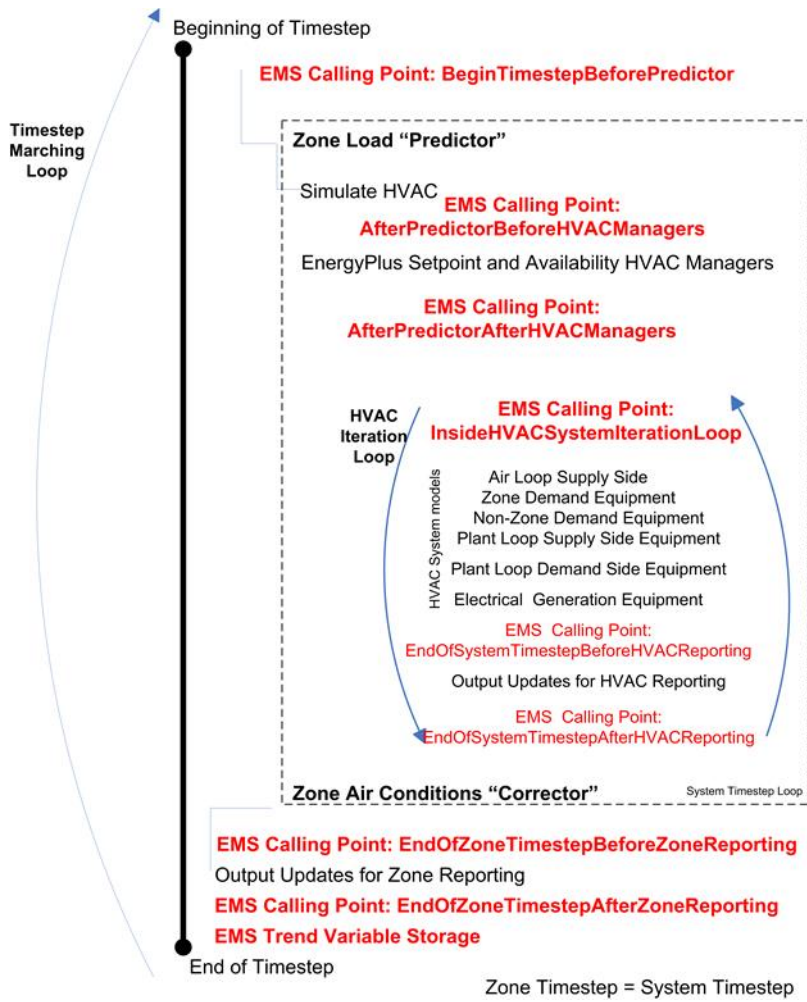 Beginning of Timestep
EMS Calling Point: BeginTimestepBeforePredictor
Timestep
Marching
Loop
Zone Load “Predictor”
Simulate HVAC
EMS Calling Point:
AfterPredictorBeforeHVACManagers
EnergyPlus Setpoint and Availability HVAC Managers
EMS Calling Point:
AfterPredictorAfterHVACManagers
HVAC
Iteration
Loop
EMS Calling Point:
InsideHVACSystemIterationLoop
HVAC System models
Air Loop Supply Side
Zone Demand Equipment
Non-Zone Demand Equipment
Plant Loop Supply Side Equipment
Plant Loop Demand Side Equipment
Electrical Generation Equipment
EMS Calling Point:
EndOfSystemTimestepBeforeHVACReporting
Output Updates for HVAC Reporting
EMS Calling Point:
EndOfSystemTimestepAfterHVACReporting
Zone Air Conditions “Corrector”
System Timestep Loop
EMS Calling Point: EndOfZoneTimestepBeforeZoneReporting
Output Updates for Zone Reporting
EMS Calling Point: EndOfZoneTimestepAfterZoneReporting
EMS Trend Variable Storage
End of Timestep
Zone Timestep = System Timestep